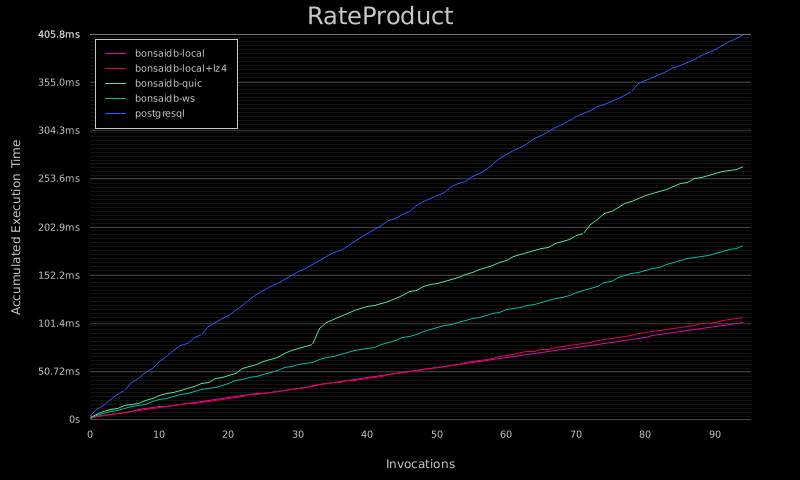 RateProduct
405.8ms
355.0ms
304.3ms
253.6ms
202.9ms
152.2ms
101.4ms
50.72ms
0s
Accumulated Execution Time
bonsaidb-local
bonsaidb-local+lz4
bonsaidb-quic
bonsaidb-ws
postgresql
0 10 20 30 40 50 60 70 80 90
Invocations